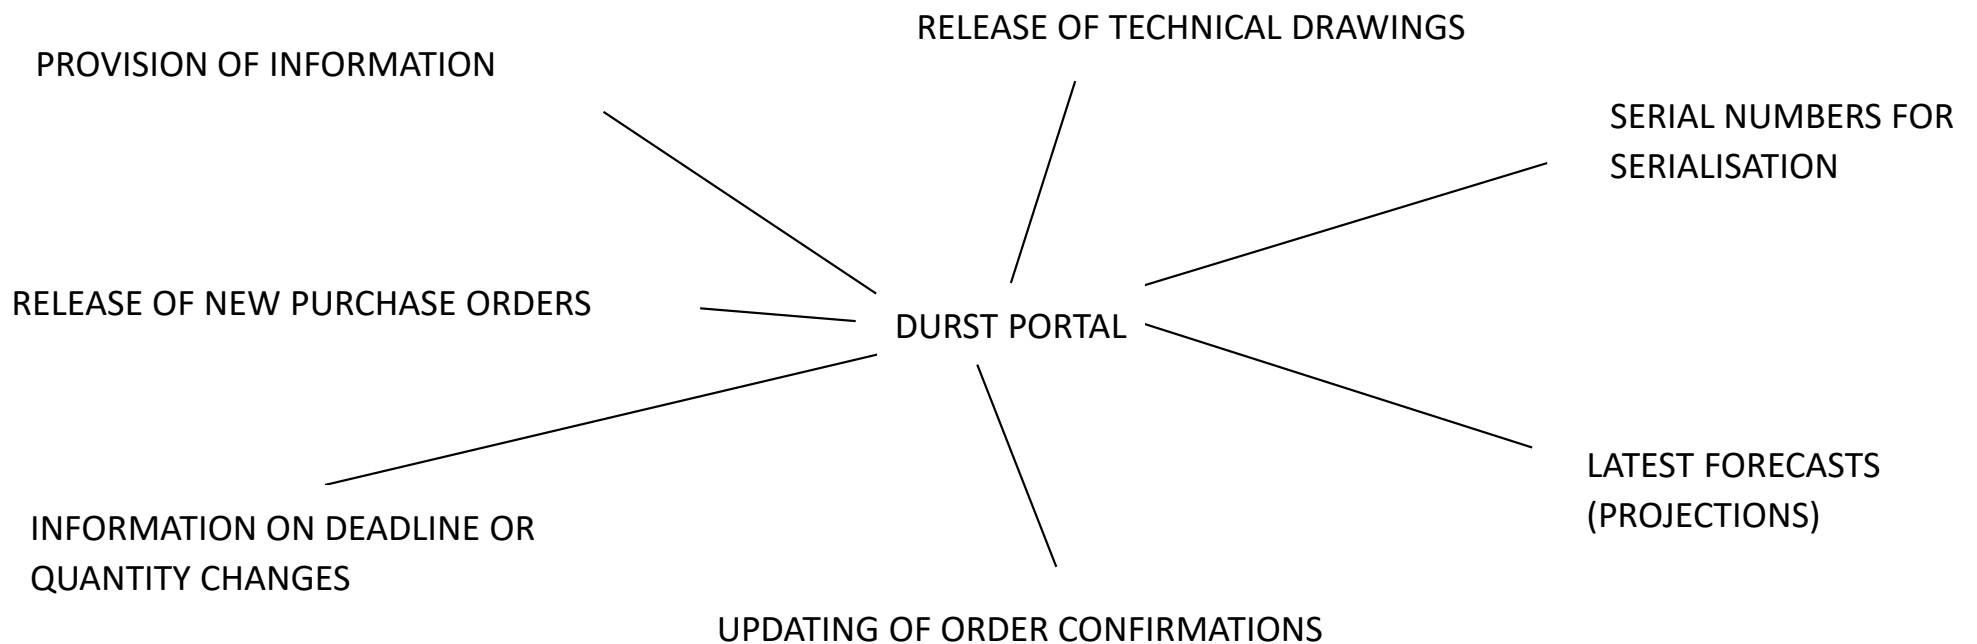 RELEASE OF TECHNICAL DRAWINGS
PROVISION OF INFORMATION
SERIAL NUMBERS FOR
SERIALISATION
RELEASE OF NEW PURCHASE ORDERS
DURST PORTAL
LATEST FORECASTS
(PROJECTIONS)
INFORMATION ON DEADLINE OR
QUANTITY CHANGES
UPDATING OF ORDER CONFIRMATIONS